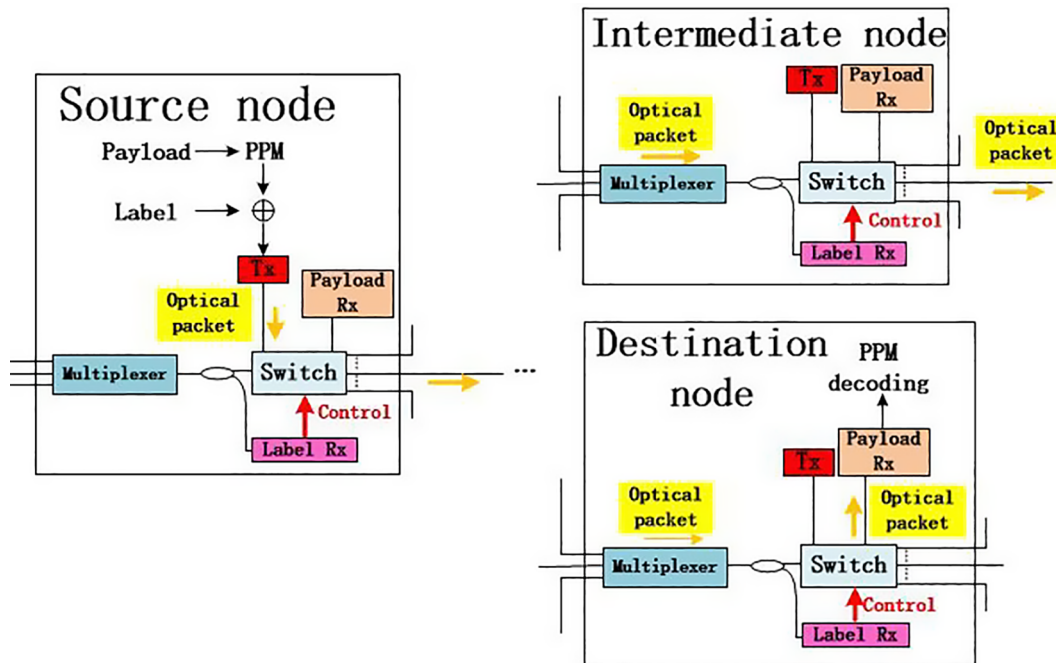 Source node
Payload
PPM
Label
Tx
Payload
Rx
Optical
packet
Multiplexer
Switch
Control
Label Rx
...
Intermediate node
Optical
packet
Tx
Payload
Rx
Optical
packet
Multiplexer
Switch
Control
Label Rx
Destination
node
PPM
decoding
Optical
packet
Tx
Payload
Rx
Optical
packet
Multiplexer
Switch
Control
Label Rx